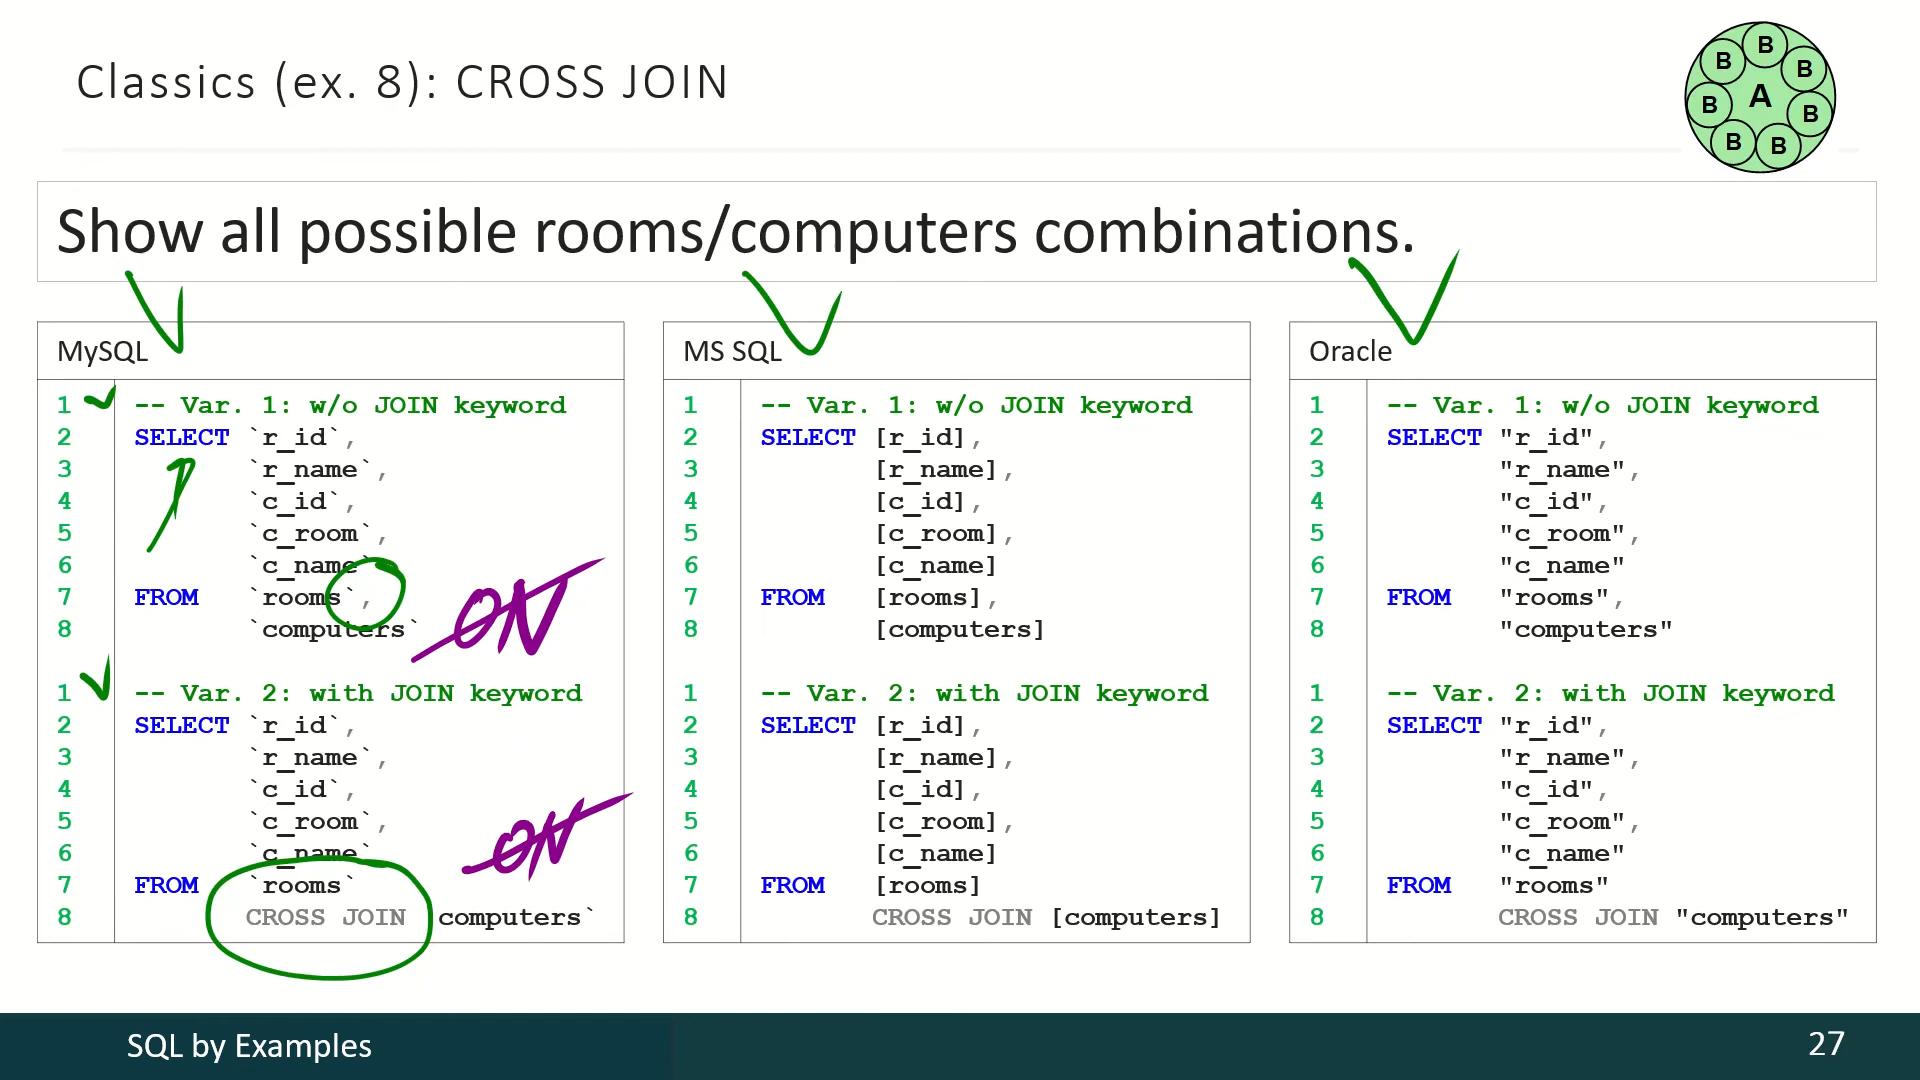 Classics (ex. 8): CROSS JOIN
B
B
B
B
A
B
B
B
Show all possible rooms/computers combinations.
MySQL
1 -- Var. 1: w/o JOIN keyword
2 SELECT `r_id`,
3 `r_name`,
4 `c_id`,
5 `c_room`,
6 `c_name`
7 FROM `rooms`,
8 `computers`
ON
1 -- Var. 2: with JOIN keyword
2 SELECT `r_id`,
3 `r_name`,
4 `c_id`,
5 `c_room`,
6 `c_name`
7 FROM `rooms`
8 CROSS JOIN computers`
ON
MS SQL
1 -- Var. 1: w/o JOIN keyword
2 SELECT [r_id],
3 [r_name],
4 [c_id],
5 [c_room],
6 [c_name]
7 FROM [rooms],
8 [computers]
1 -- Var. 2: with JOIN keyword
2 SELECT [r_id],
3 [r_name],
4 [c_id],
5 [c_room],
6 [c_name]
7 FROM [rooms]
8 CROSS JOIN [computers]
Oracle
1 -- Var. 1: w/o JOIN keyword
2 SELECT "r_id",
3 "r_name",
4 "c_id",
5 "c_room",
6 "c_name"
7 FROM "rooms",
8 "computers"
1 -- Var. 2: with JOIN keyword
2 SELECT "r_id",
3 "r_name",
4 "c_id",
5 "c_room",
6 "c_name"
7 FROM "rooms"
8 CROSS JOIN "computers"
SQL by Examples
27